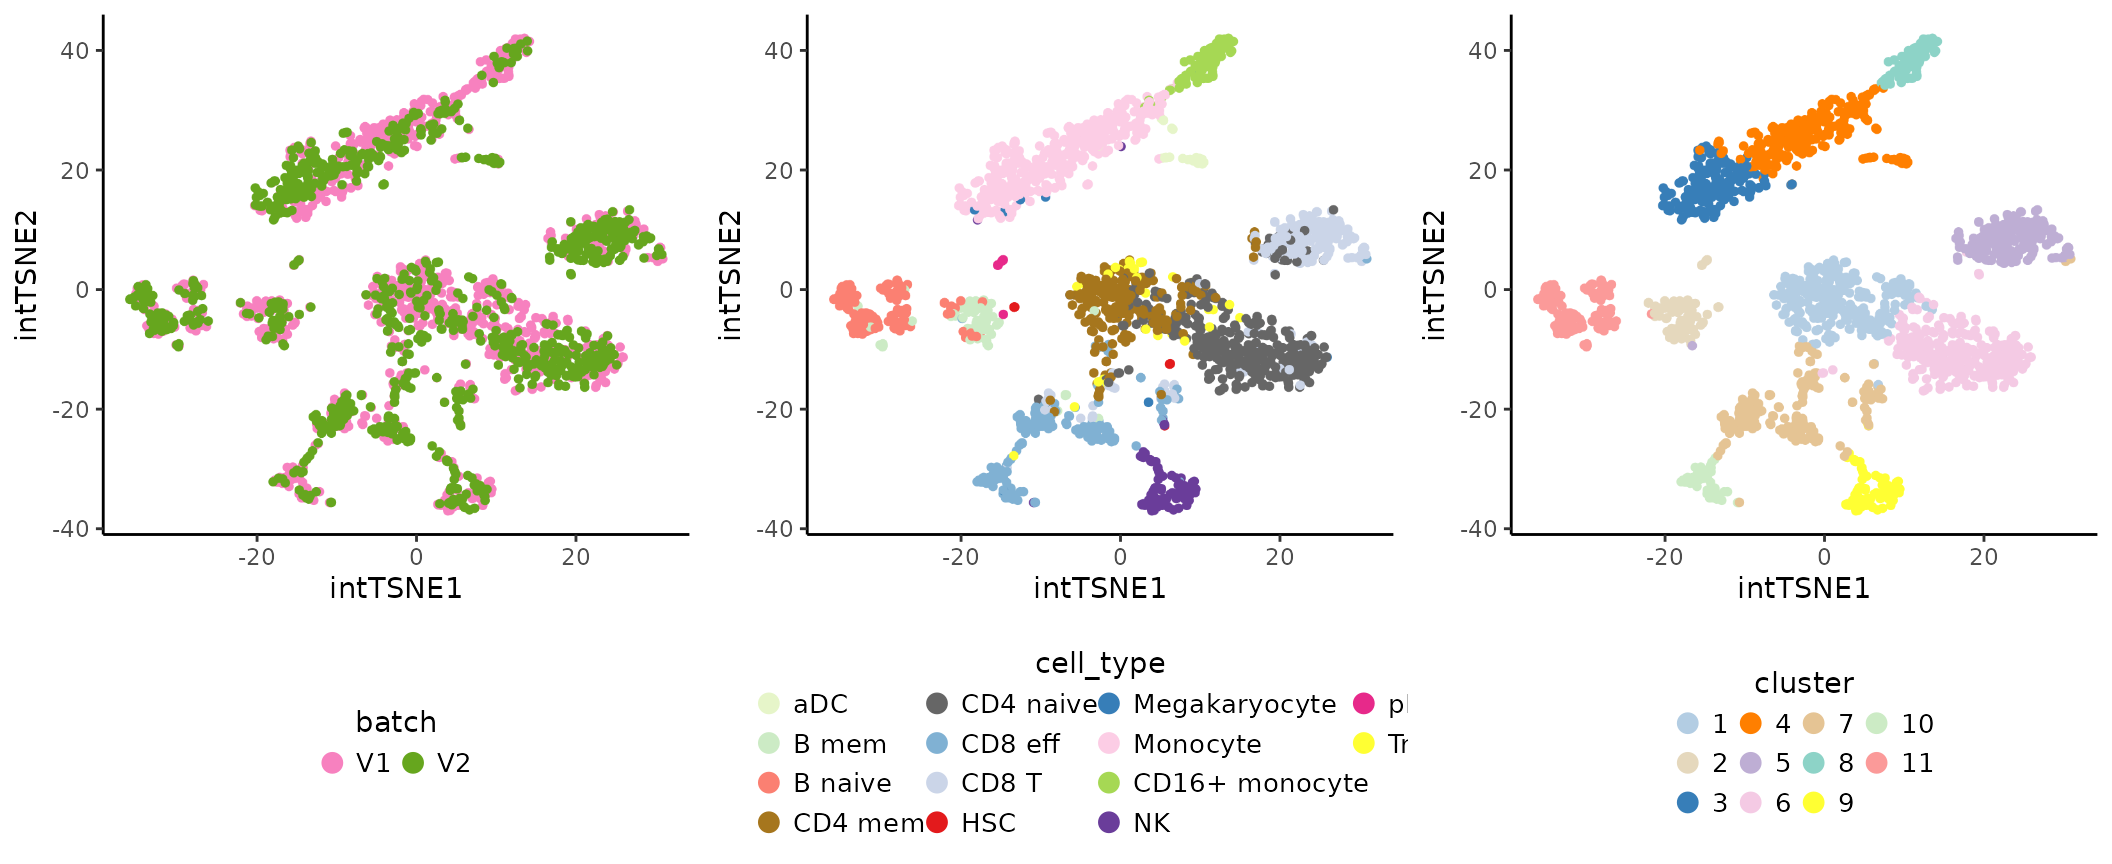 40
20
0
-20
-40
intTSNE2
-20 0 20
intTSNE1
batch
V1 V2
40
20
0
-20
-40
intTSNE2
-20 0 20
intTSNE1
cell_type
aDC CD4 naive Megakaryocyte
B mem CD8 eff Monocyte
B naive CD8 T CD16+ monocyte
CD4 mem HSC NK
40
20
0
-20
-40
intTSNE2
-20 0 20
intTSNE1
cluster
1 4 7 10
2 5 8 11
3 6 9